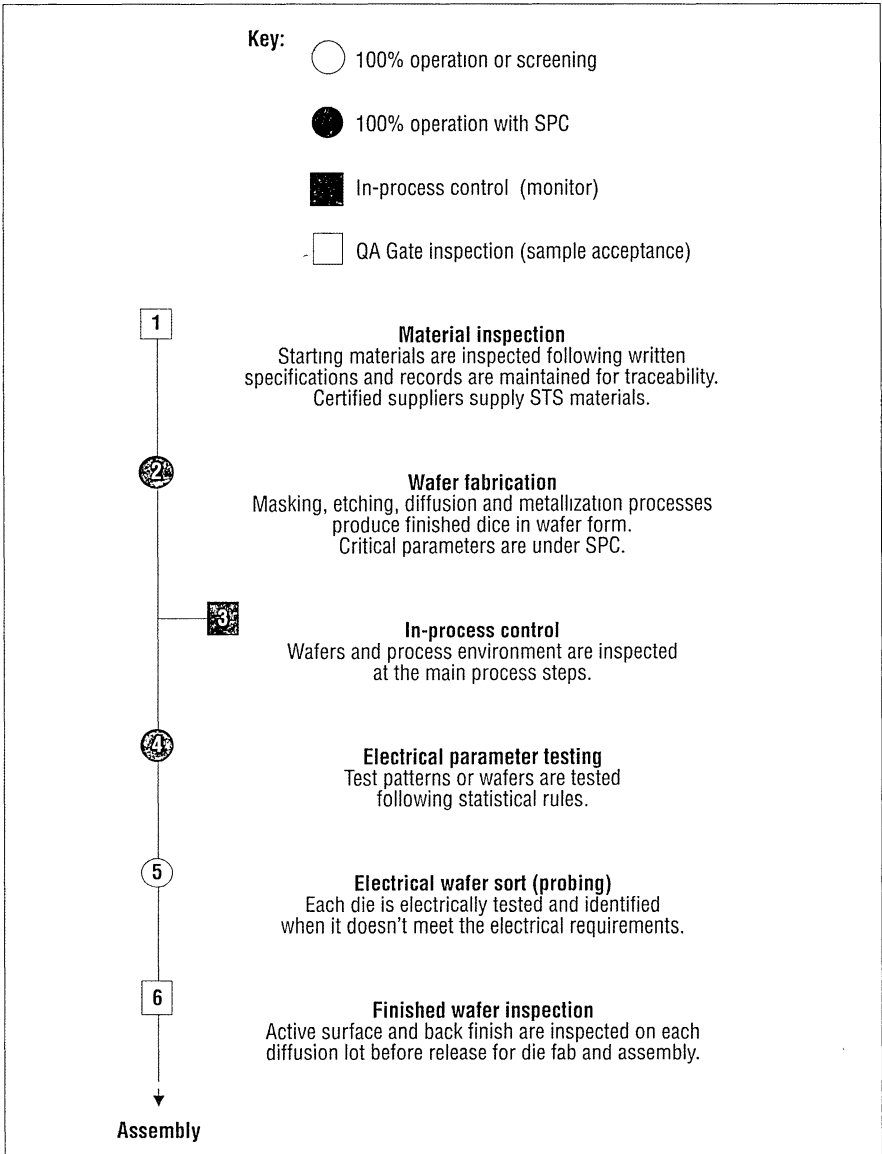 Key:
100% operation or screening
100% operation with SPC
In-process control (monitor)
QA Gate inspection (sample acceptance)
1
Material inspection
Starting materials are inspected following written
specifications and records are maintained for traceability.
Certified suppliers supply STS materials.
2
Wafer fabrication
Masking, etching, diffusion and metallization processes
produce finished dice in wafer form.
Critical parameters are under SPC.
3
In-process control
Wafers and process environment are inspected
at the main process steps.
4
Electrical parameter testing
Test patterns or wafers are tested
following statistical rules.
5
Electrical wafer sort (probing)
Each die is electrically tested and identified
when it doesn't meet the electrical requirements.
6
Finished wafer inspection
Active surface and back finish are inspected on each
diffusion lot before release for die fab and assembly.
Assembly